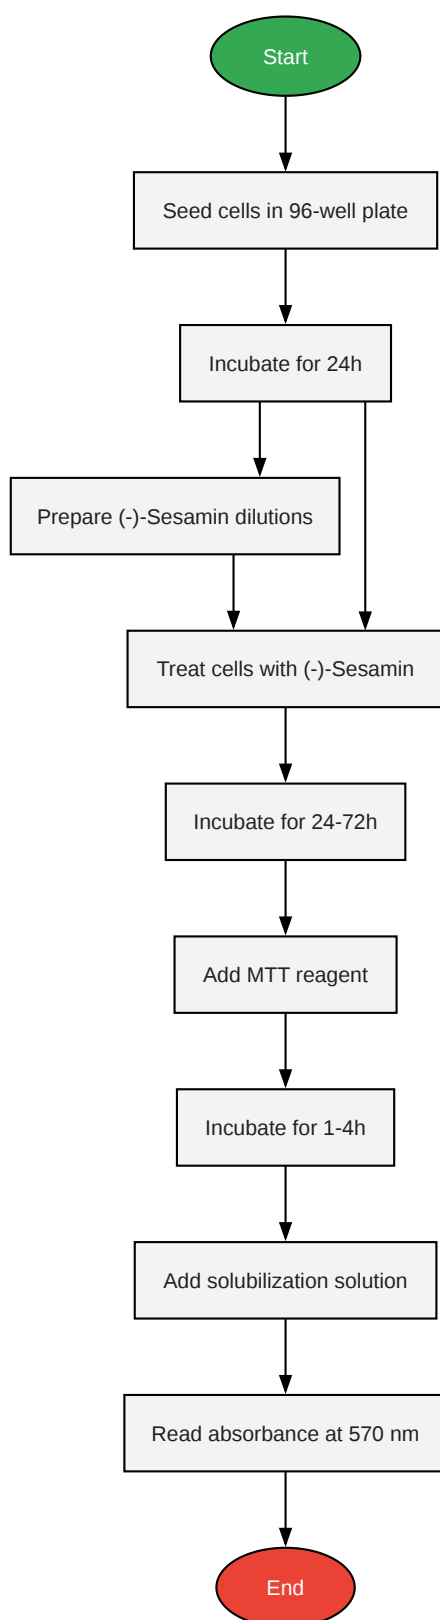 Start
Seed cells in 96-well plate
Incubate for 24h
Prepare (-)-Sesamin dilutions
Treat cells with (-)-Sesamin
Incubate for 24-72h
Add MTT reagent
Incubate for 1-4h
Add solubilization solution
Read absorbance at 570 nm
End